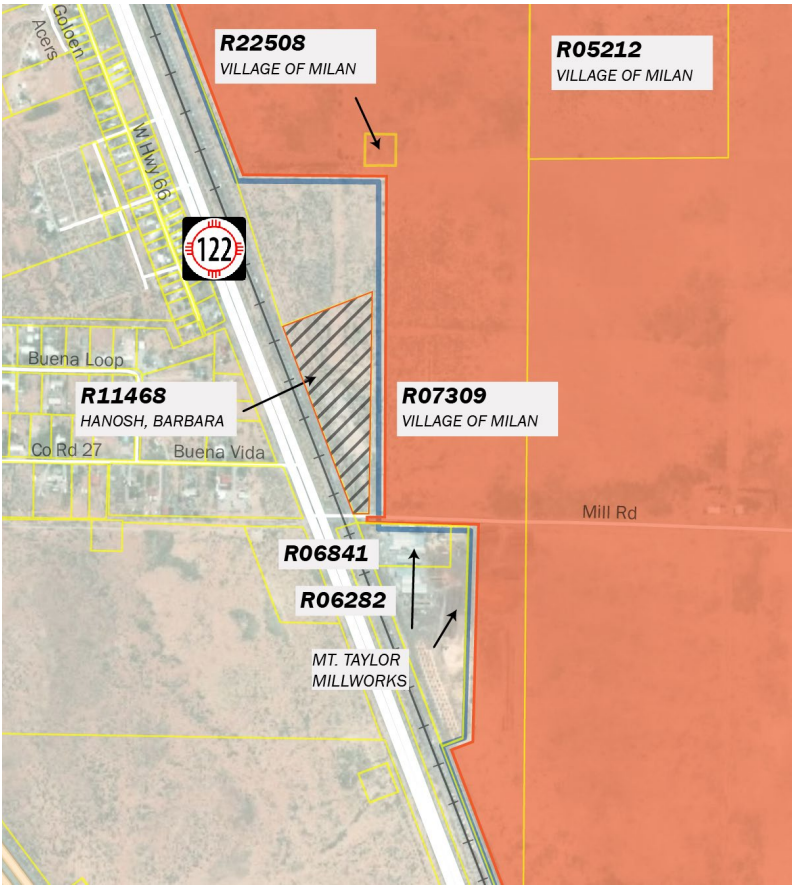 Goloen
Acers
R22508
VILLAGE OF MILAN
R05212
VILLAGE OF MILAN
W Hwy 66
122
Buena Loop
R11468
HANOSH, BARBARA
R07309
VILLAGE OF MILAN
Co Rd 27
Buena Vida
Mill Rd
R06841
R06282
MT. TAYLOR
MILLWORKS